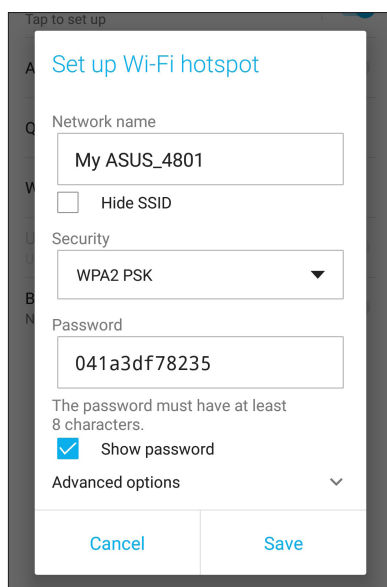 Tap to set up
Set up Wi-Fi hotspot
Network name
My ASUS_4801
Hide SSID
Security
WPA2 PSK
Password
041a3df78235
The password must have at least
8 characters.
Show password
Advanced options
Cancel
Save